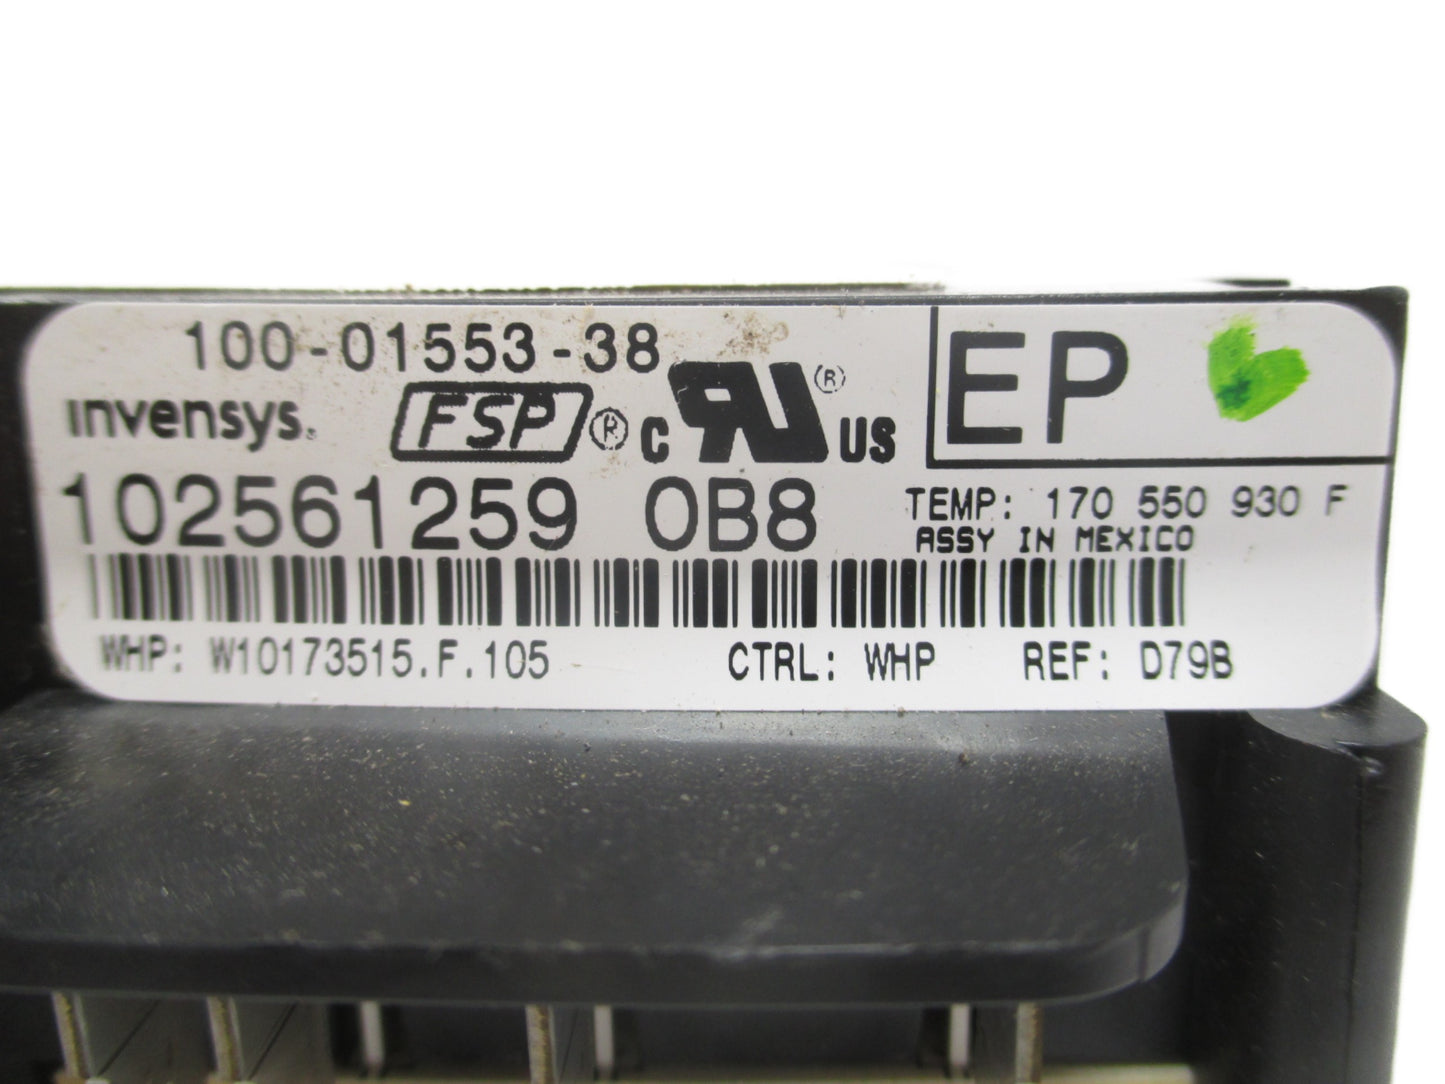 100-01553-38
invensys.
FSP ® c RU ® US
EP
102561259 0B8
TEMP: 170 550 930 F
ASSY IN MEXICO
WHP: W10173515.F.105 CTRL: WHP REF: D79B